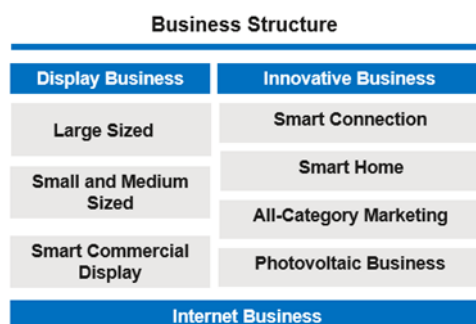 Business Structure
Display Business
Large Sized
Small and Medium
Sized
Smart Commercial
Display
Innovative Business
Smart Connection
Smart Home
All-Category Marketing
Photovoltaic Business
Internet Business